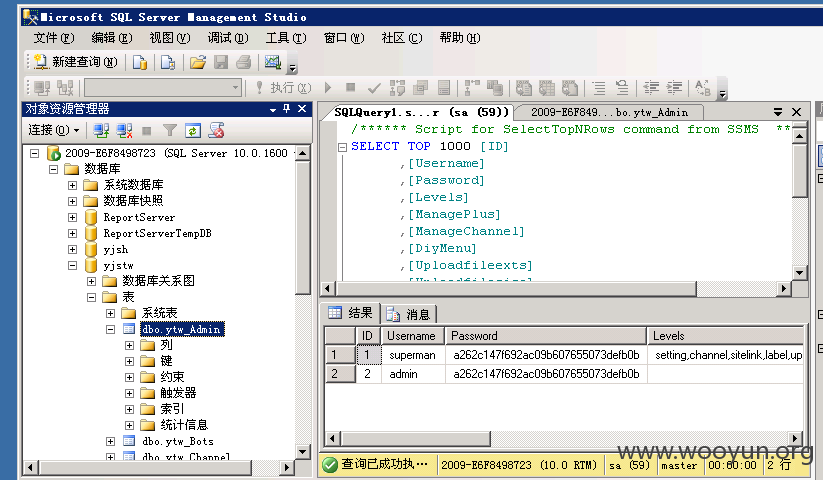 Microsoft SQL Server Management Studio
文件(F) 编辑(E) 视图(V) 调试(D) 工具(T) 窗口(W) 社区(C) 帮助(H)
新建查询(N)
执行(X)
对象资源管理器
连接(O)
2009-E6F8498723 (SQL Server 10.0.1600
数据库
系统数据库
数据库快照
ReportServer
ReportServerTempDB
yjsh
yjstw
数据库关系图
表
系统表
dbo.ytw_Admin
列
键
约束
触发器
索引
统计信息
dbo.ytw_Bots
dbo.ytw_Channel
SQLQuery1.s...r (sa (59)) 2009-E6F849...bo.ytw_Admin
/****** Script for SelectTopNRows command from SSMS **
SELECT TOP 1000 [ID]
,[Username]
,[Password]
,[Levels]
,[ManagePlus]
,[ManageChannel]
,[DiyMenu]
,[Uploadfileexts]
结果 消息
ID Username Password Levels
1 1 superman a262c147f692ac09b607655073defb0b setting,channel,sitelink,label,up
2 2 admin a262c147f692ac09b607655073defb0b
查询已成功执... 2009-E6F8498723 (10.0 RTM) sa (59) master 00:00:00 2 行
www.wooyun.org